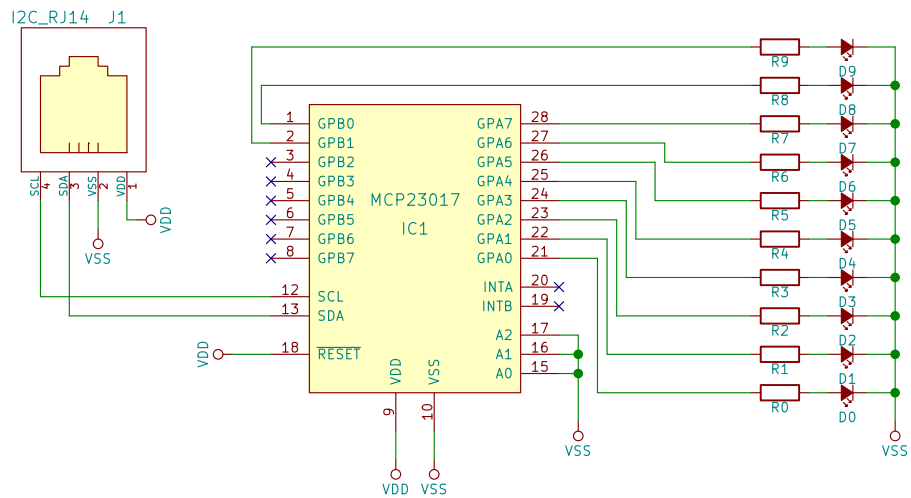 I2C_RJ14 J1
SCL 4
SDA 3
VSS 2
VDD 1
VDD
VSS
1 GPB0
2 GPB1
3 GPB2
4 GPB3
5 GPB4
6 GPB5
7 GPB6
8 GPB7
12 SCL
13 SDA
18 RESET
VDD
MCP23017
IC1
GPA7 28
GPA6 27
GPA5 26
GPA4 25
GPA3 24
GPA2 23
GPA1 22
GPA0 21
INTA 20
INTB 19
A2 17
A1 16
A0 15
VDD
VSS
9
10
VDD
VSS
VSS
R9
D9
R8
D8
R7
D7
R6
D6
R5
D5
R4
D4
R3
D3
R2
D2
R1
D1
R0
D0
VSS